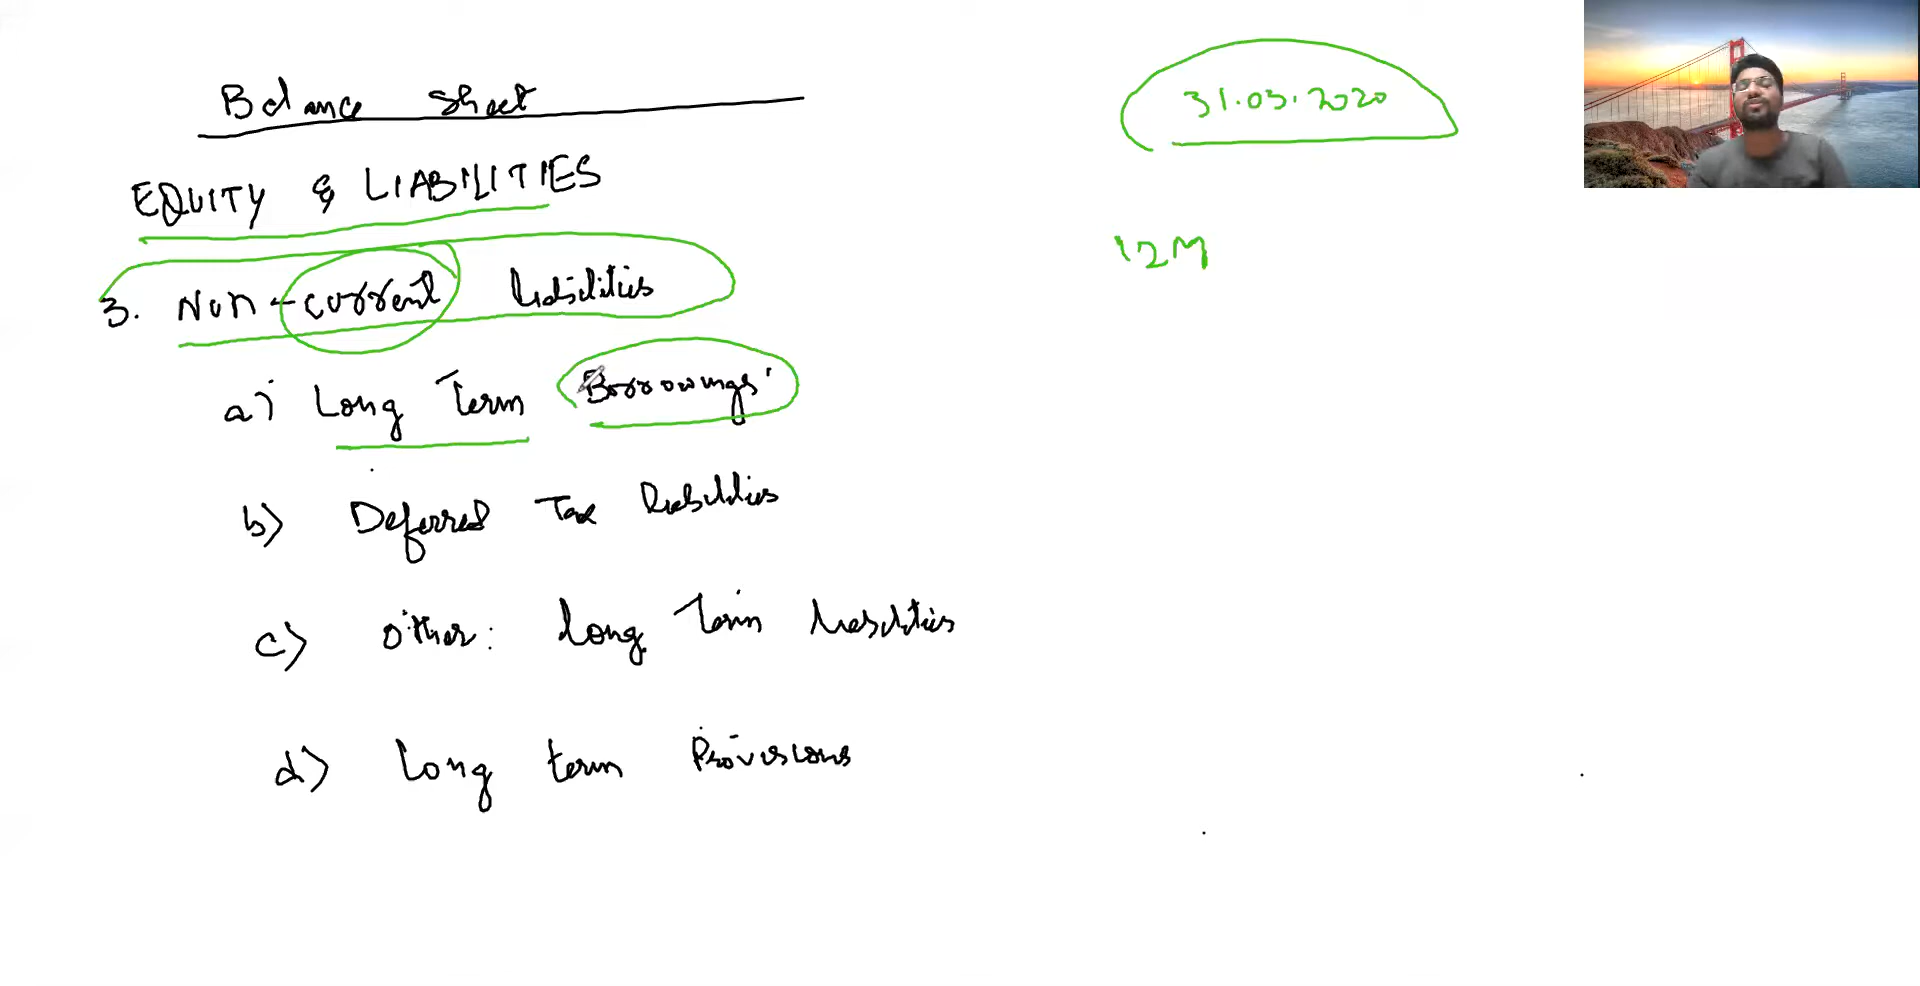 Balance Sheet
31.03.2020
EQUITY & LIABILITIES
12M
3. Non-current liabilities
a) Long Term Borrowings
b) Deferred Tax Liabilities
c) other: long Term liabilities
d) Long term Provisions